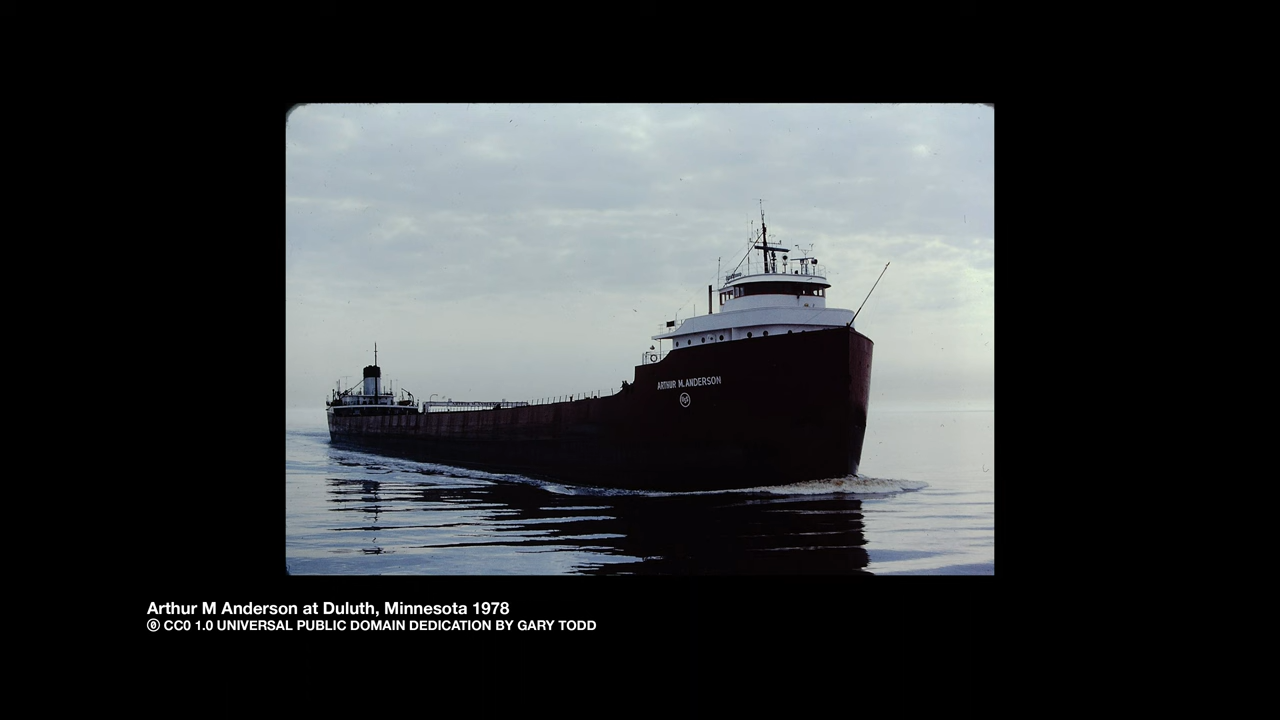 ARTHUR M. ANDERSON
Arthur M Anderson at Duluth, Minnesota 1978
CC0 1.0 UNIVERSAL PUBLIC DOMAIN DEDICATION BY GARY TODD